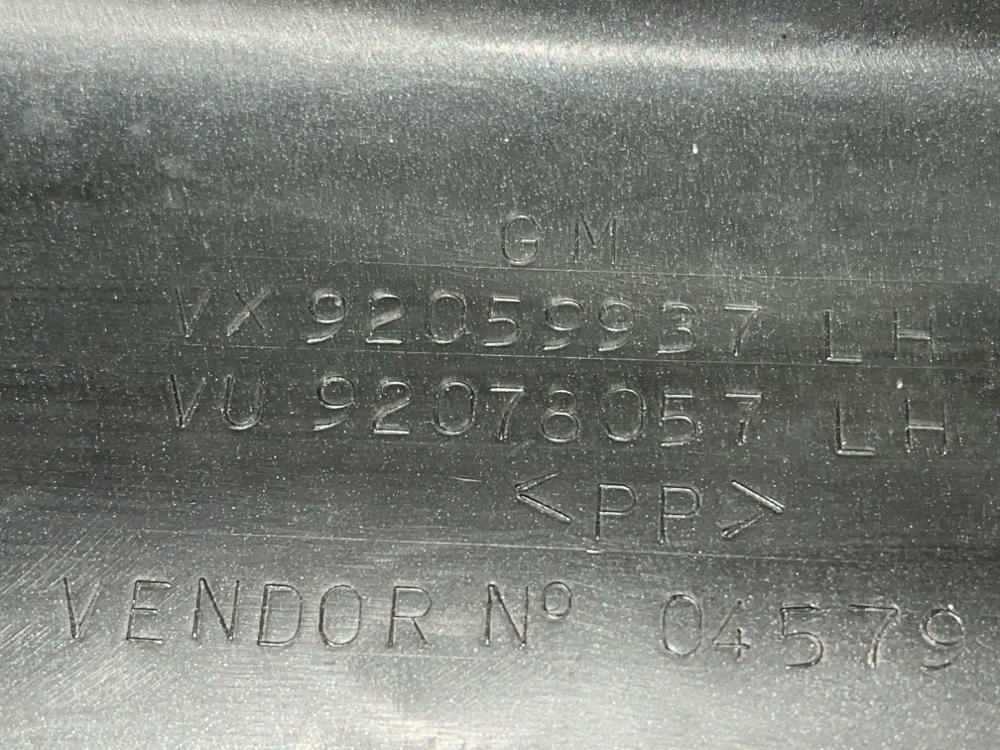 GM
VX 92059937 LH
VU 92078057 LH
<PP>
VENDOR Nº 04579